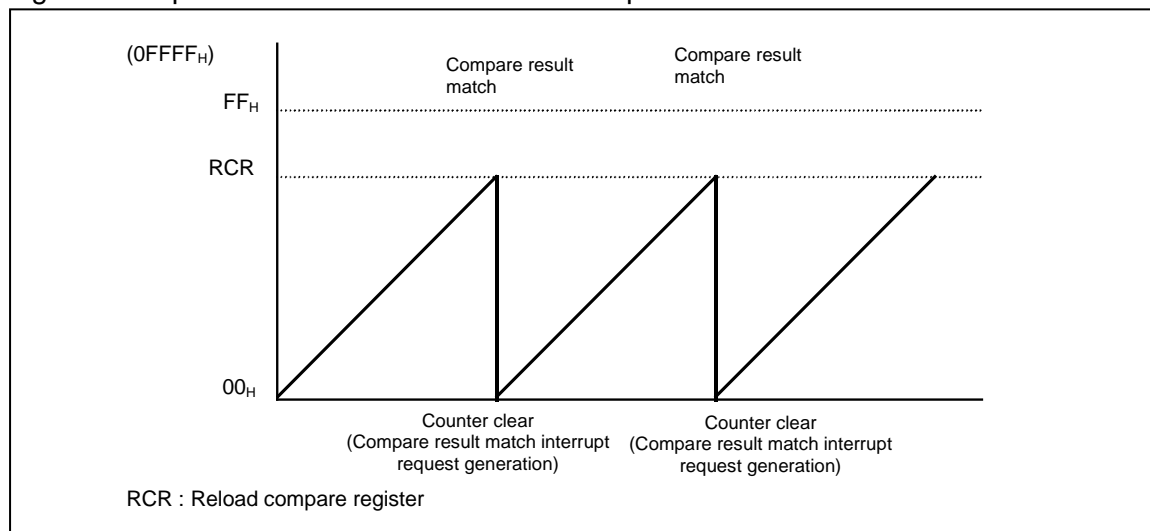 (0FFFFH)
Compare result
match
Compare result
match
FFH
RCR
00H
Counter clear
(Compare result match interrupt
request generation)
Counter clear
(Compare result match interrupt
request generation)
RCR : Reload compare register